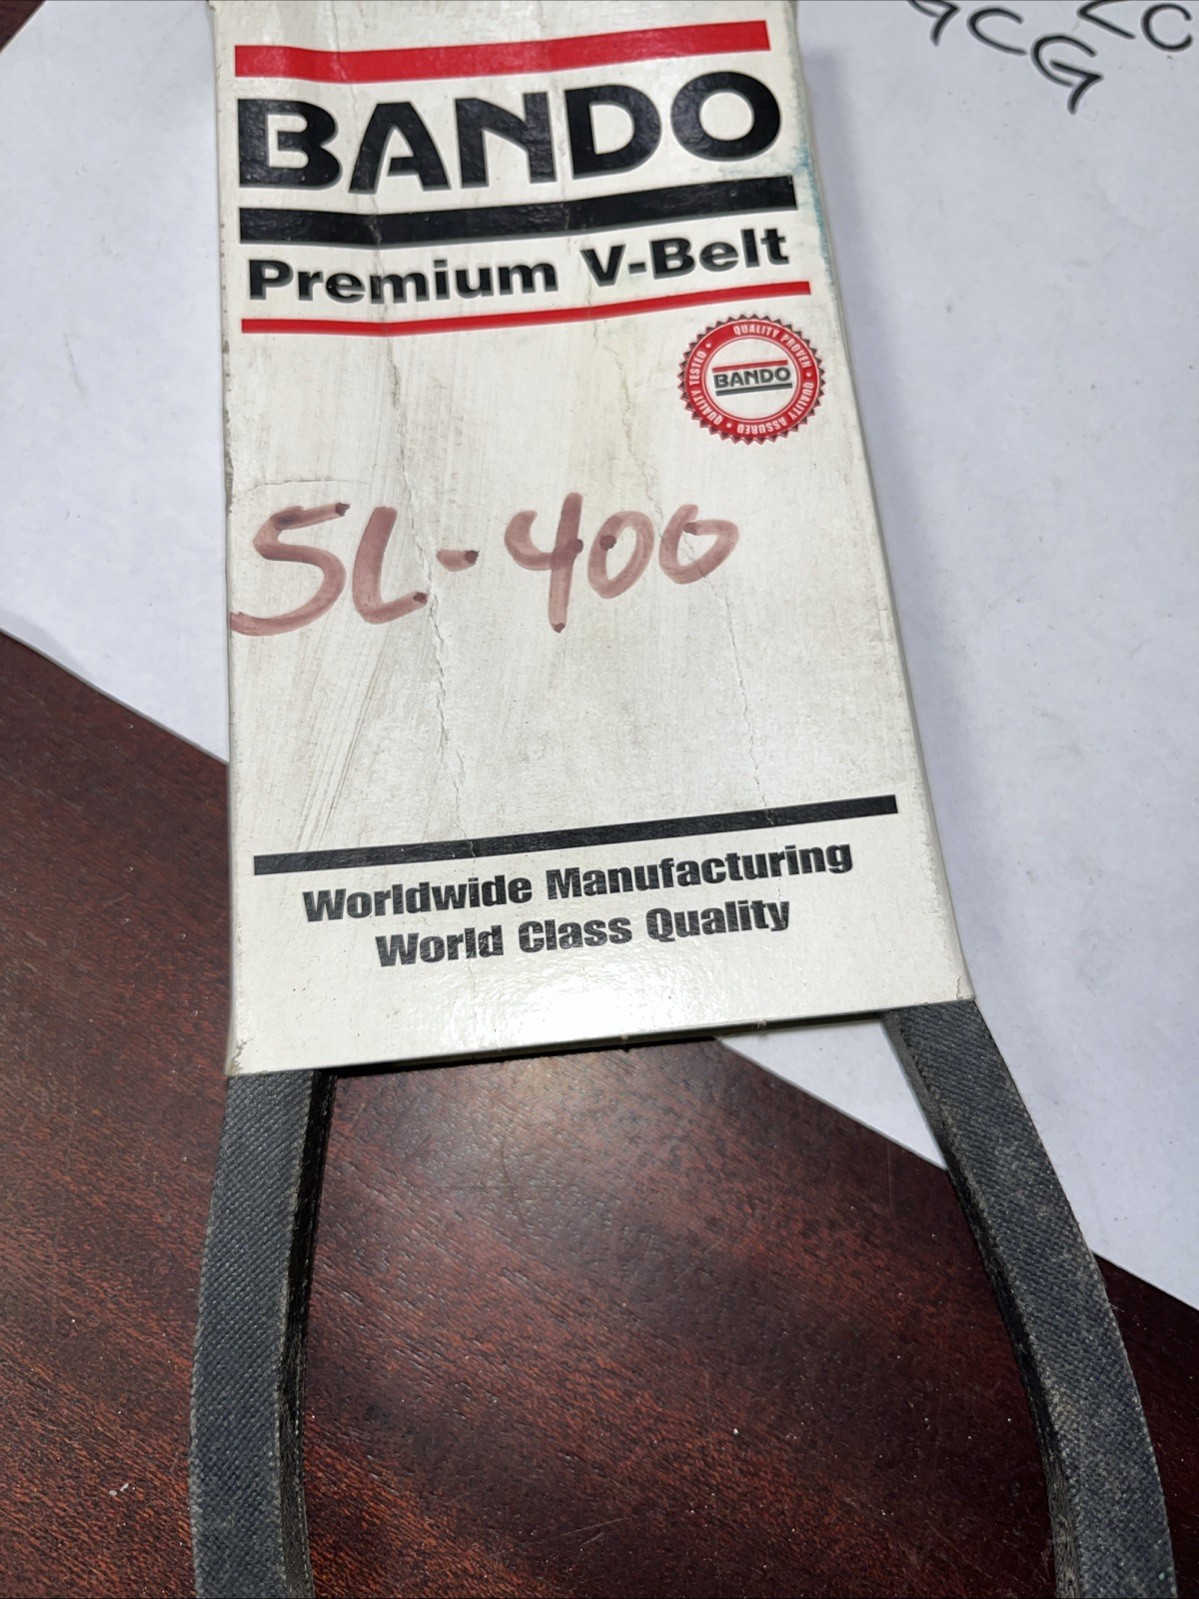 BANDO
Premium V-Belt
QUALITY TESTED • QUALITY PROVEN • QUALITY ASSURED •
BANDO
5L-400
Worldwide Manufacturing
World Class Quality